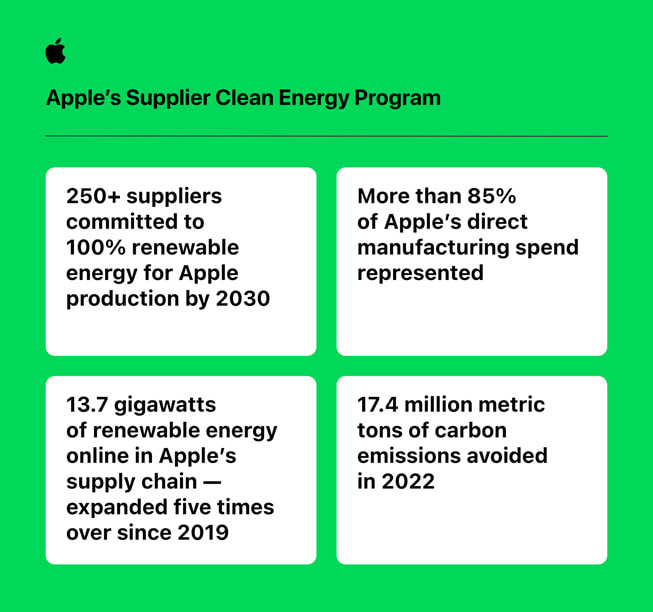 Apple’s Supplier Clean Energy Program
250+ suppliers
committed to
100% renewable
energy for Apple
production by 2030
More than 85%
of Apple’s direct
manufacturing spend
represented
13.7 gigawatts
of renewable energy
online in Apple’s
supply chain —
expanded five times
over since 2019
17.4 million metric
tons of carbon
emissions avoided
in 2022